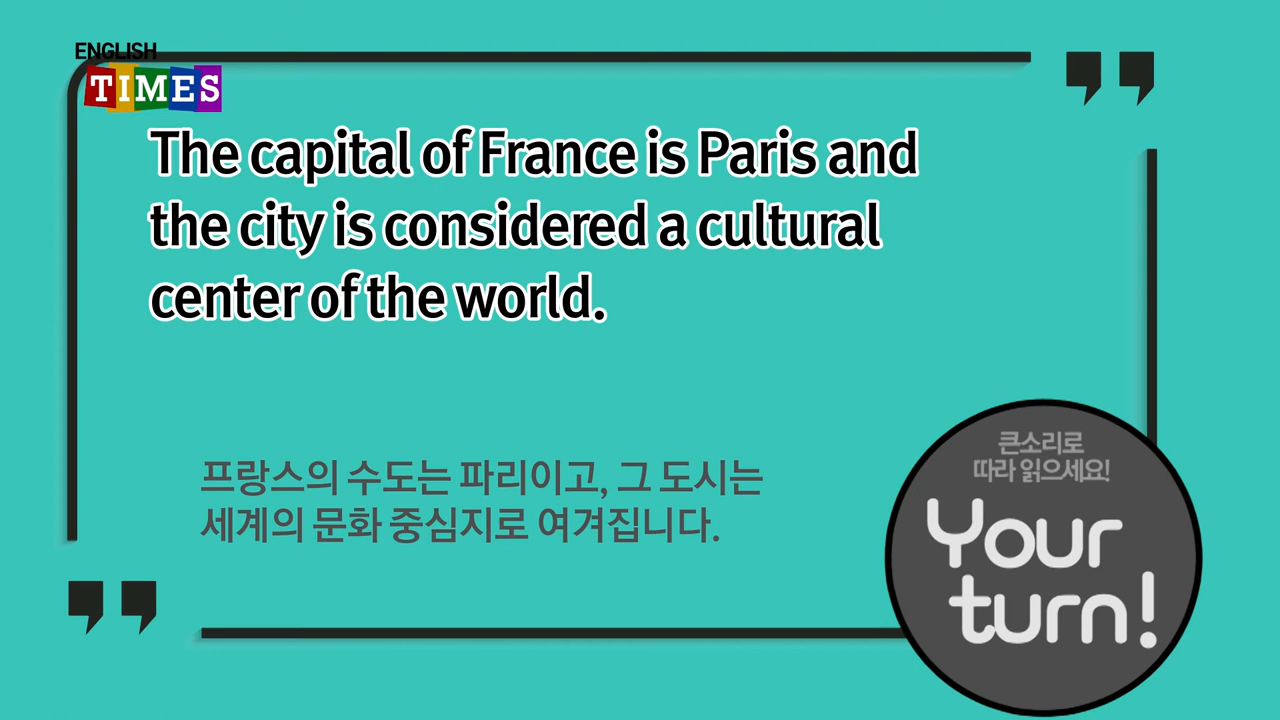 ENGLISH
TIMES
The capital of France is Paris and
the city is considered a cultural
center of the world.
프랑스의 수도는 파리이고, 그 도시는
세계의 문화 중심지로 여겨집니다.
큰소리로
따라 읽으세요!
Your
turn!